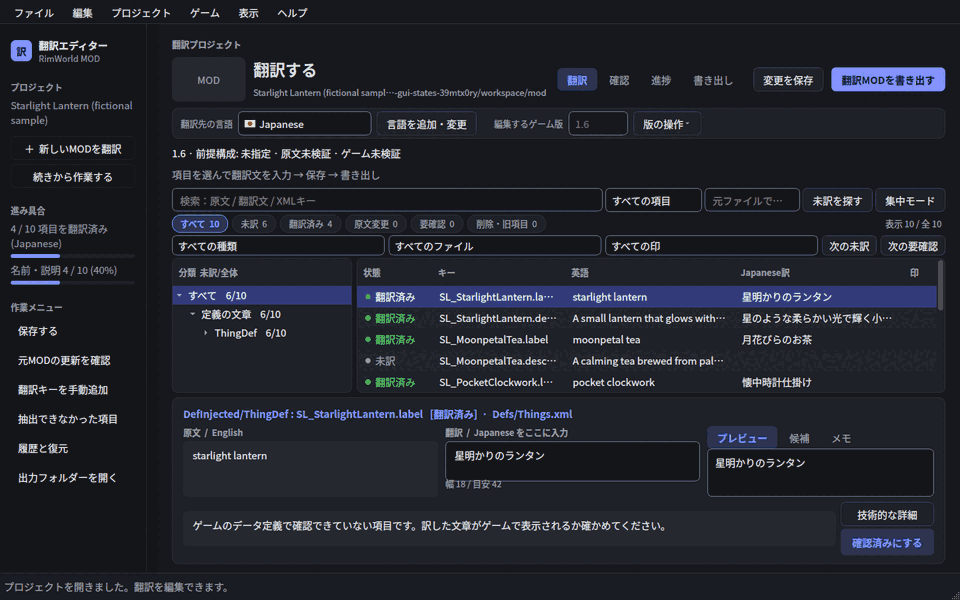 ファイル 編集 プロジェクト ゲーム 表示 ヘルプ
訳 翻訳エディター
RimWorld MOD
プロジェクト
Starlight Lantern (fictional sample)
＋ 新しいMODを翻訳
続きから作業する
進み具合
4 / 10 項目を翻訳済み (Japanese)
名前・説明 4 / 10 (40%)
作業メニュー
保存する
元MODの更新を確認
翻訳キーを手動追加
抽出できなかった項目
履歴と復元
出力フォルダーを開く
翻訳プロジェクト
MOD
翻訳する
Starlight Lantern (fictional sampl…-gui-states-39mtx0ry/workspace/mod
翻訳 確認 進捗 書き出し 変更を保存 翻訳MODを書き出す
翻訳先の言語 Japanese 言語を追加・変更 編集するゲーム版 1.6 版の操作
1.6・前提構成: 未指定・原文未検証・ゲーム未検証
項目を選んで翻訳文を入力 → 保存 → 書き出し
検索：原文 / 翻訳文 / XMLキー すべての項目 元ファイルで… 未訳を探す 集中モード
すべて 10 未訳 6 翻訳済み 4 原文変更 0 要確認 0 削除・旧項目 0 表示 10 / 全 10
すべての種類 すべてのファイル すべての印 次の未訳 次の要確認
分類 未訳/全体
すべて 6/10
定義の文章 6/10
ThingDef 6/10
状態 キー 英語 Japanese訳 印
翻訳済み SL_StarlightLantern.la… starlight lantern 星明かりのランタン
翻訳済み SL_StarlightLantern.de… A small lantern that glows with… 星のような柔らかい光で輝く小…
翻訳済み SL_MoonpetalTea.label moonpetal tea 月花びらのお茶
未訳 SL_MoonpetalTea.desc… A calming tea brewed from pal…
翻訳済み SL_PocketClockwork.l… pocket clockwork 懐中時計仕掛け
DefInjected/ThingDef : SL_StarlightLantern.label [翻訳済み] · Defs/Things.xml
原文 / English
starlight lantern
翻訳 / Japanese をここに入力
星明かりのランタン
幅 18 / 目安 42
プレビュー 候補 メモ
星明かりのランタン
ゲームのデータ定義で確認できていない項目です。訳した文章がゲームで表示されるか確かめてください。
技術的な詳細
確認済みにする
プロジェクトを開きました。翻訳を編集できます。